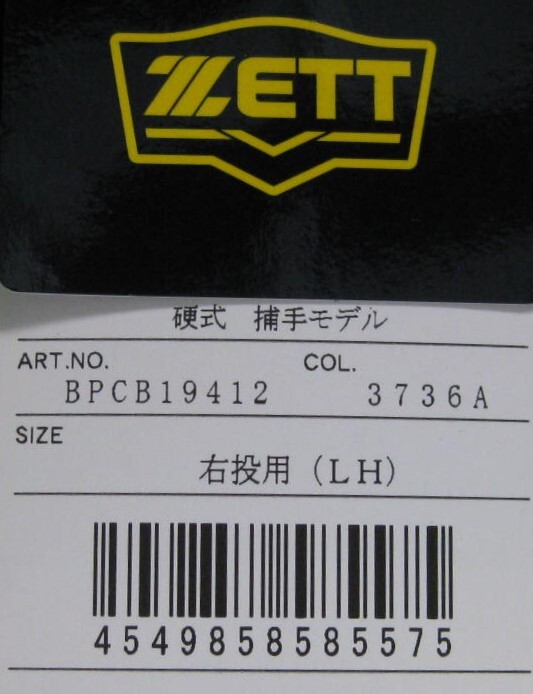 ZETT
硬式 捕手モデル
ART.NO. COL.
BPCB19412 3736A
SIZE
右投用(LH)
4549858585575